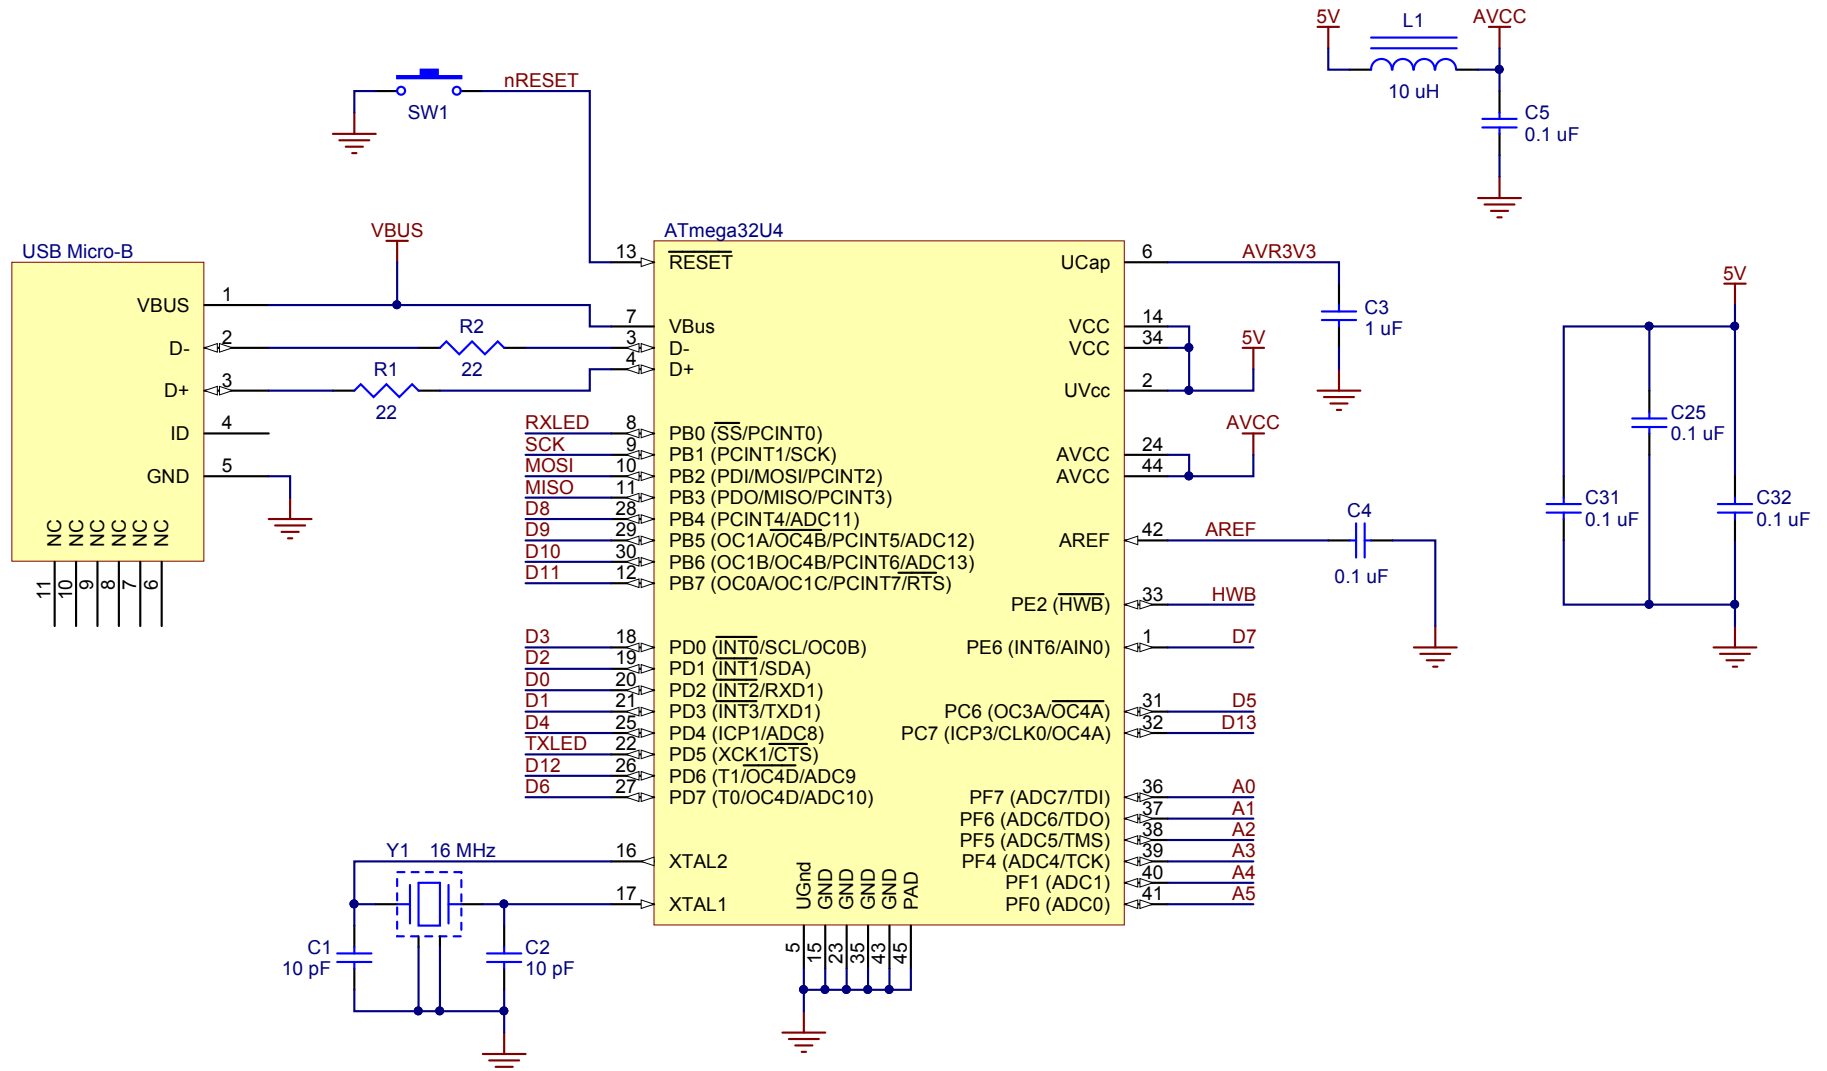 5V
L1
AVCC
10 uH
C5
0.1 uF
nRESET
SW1
VBUS
USB Micro-B
VBUS 1
D- 2
D+ 3
ID 4
GND 5
NC NC NC NC NC NC
11 10 9 8 7 6
R2
22
R1
22
ATmega32U4
13 RESET
7 VBus
3 D-
4 D+
RXLED 8 PB0 (SS/PCINT0)
SCK 9 PB1 (PCINT1/SCK)
MOSI 10 PB2 (PDI/MOSI/PCINT2)
MISO 11 PB3 (PDO/MISO/PCINT3)
D8 28 PB4 (PCINT4/ADC11)
D9 29 PB5 (OC1A/OC4B/PCINT5/ADC12)
D10 30 PB6 (OC1B/OC4B/PCINT6/ADC13)
D11 12 PB7 (OC0A/OC1C/PCINT7/RTS)
D3 18 PD0 (INT0/SCL/OC0B)
D2 19 PD1 (INT1/SDA)
D0 20 PD2 (INT2/RXD1)
D1 21 PD3 (INT3/TXD1)
D4 25 PD4 (ICP1/ADC8)
TXLED 22 PD5 (XCK1/CTS)
D12 26 PD6 (T1/OC4D/ADC9
D6 27 PD7 (T0/OC4D/ADC10)
16 XTAL2
17 XTAL1
Y1 16 MHz
C1
10 pF
C2
10 pF
UCap 6 AVR3V3
C3
1 uF
VCC 14
VCC 34
UVcc 2
5V
AVCC
AVCC 24
AVCC 44
AREF 42 AREF
C4
0.1 uF
PE2 (HWB) 33 HWB
PE6 (INT6/AIN0) 1 D7
PC6 (OC3A/OC4A) 31 D5
PC7 (ICP3/CLK0/OC4A) 32 D13
PF7 (ADC7/TDI) 36 A0
PF6 (ADC6/TDO) 37 A1
PF5 (ADC5/TMS) 38 A2
PF4 (ADC4/TCK) 39 A3
PF1 (ADC1) 40 A4
PF0 (ADC0) 41 A5
UGnd GND GND GND GND PAD
5 15 23 35 43 45
5V
C25
0.1 uF
C31
0.1 uF
C32
0.1 uF